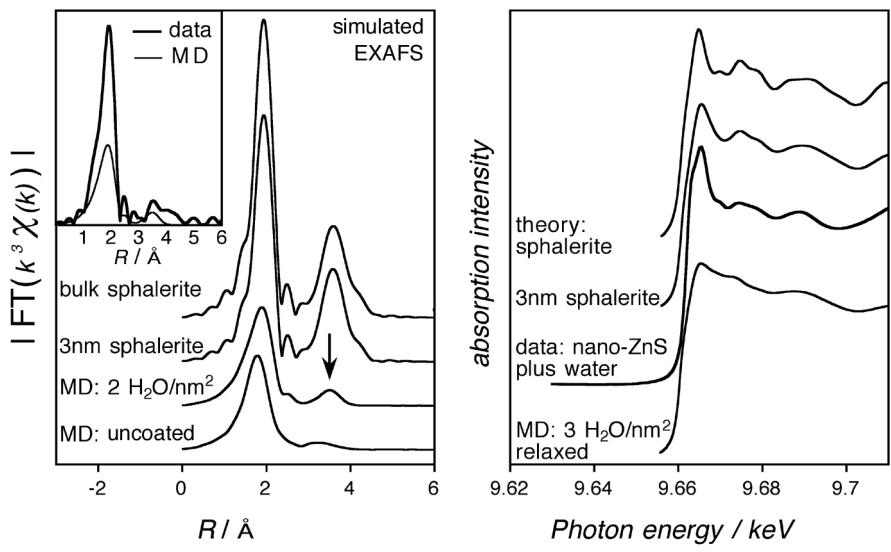 data
MD
simulated
EXAFS
1 2 3 4 5 6
R / Å
| FT(k³ χ(k)) |
bulk sphalerite
3nm sphalerite
MD: 2 H₂O/nm²
MD: uncoated
-2 0 2 4 6
R / Å
absorption intensity
theory:
sphalerite
3nm sphalerite
data: nano-ZnS
plus water
MD: 3 H₂O/nm²
relaxed
9.62 9.64 9.66 9.68 9.7
Photon energy / keV